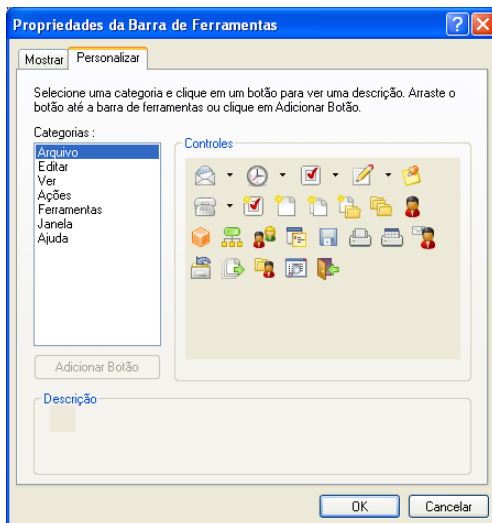 Propriedades da Barra de Ferramentas
Mostrar
Personalizar
Selecione uma categoria e clique em um botão para ver uma descrição. Arraste o
botão até a barra de ferramentas ou clique em Adicionar Botão.
Categorias :
Arquivo
Editar
Ver
Ações
Ferramentas
Janela
Ajuda
Controles
Adicionar Botão
Descrição
OK
Cancelar